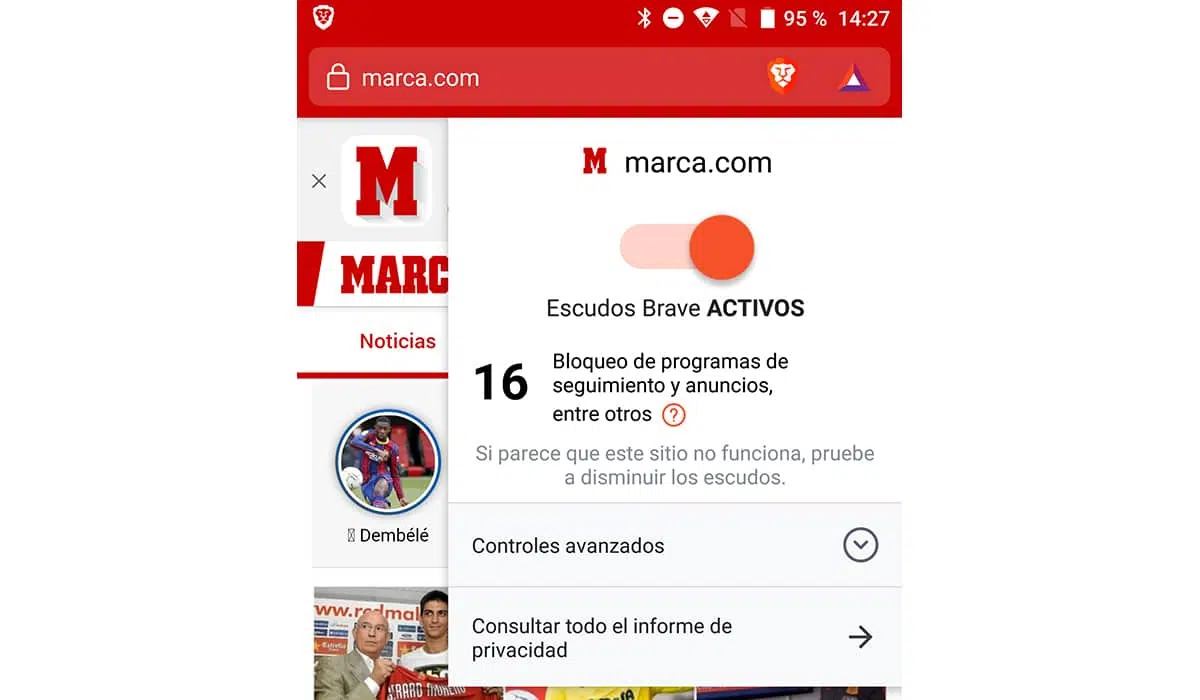 95 % 14:27
marca.com
M
M marca.com
MARC
Escudos Brave ACTIVOS
Noticias
16
Bloqueo de programas de
seguimiento y anuncios,
entre otros ?
Si parece que este sitio no funciona, pruebe
a disminuir los escudos.
Dembélé
Controles avanzados
www.redmal
Consultar todo el informe de
privacidad